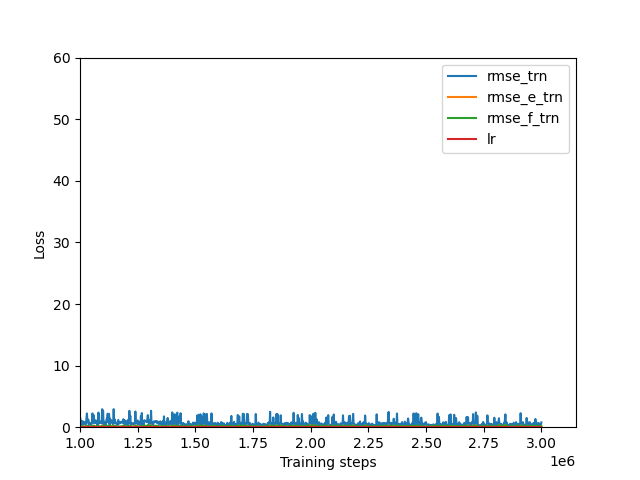 60
50
40
30
20
10
0
Loss
rmse_trn
rmse_e_trn
rmse_f_trn
lr
1.00 1.25 1.50 1.75 2.00 2.25 2.50 2.75 3.00
Training steps
1e6